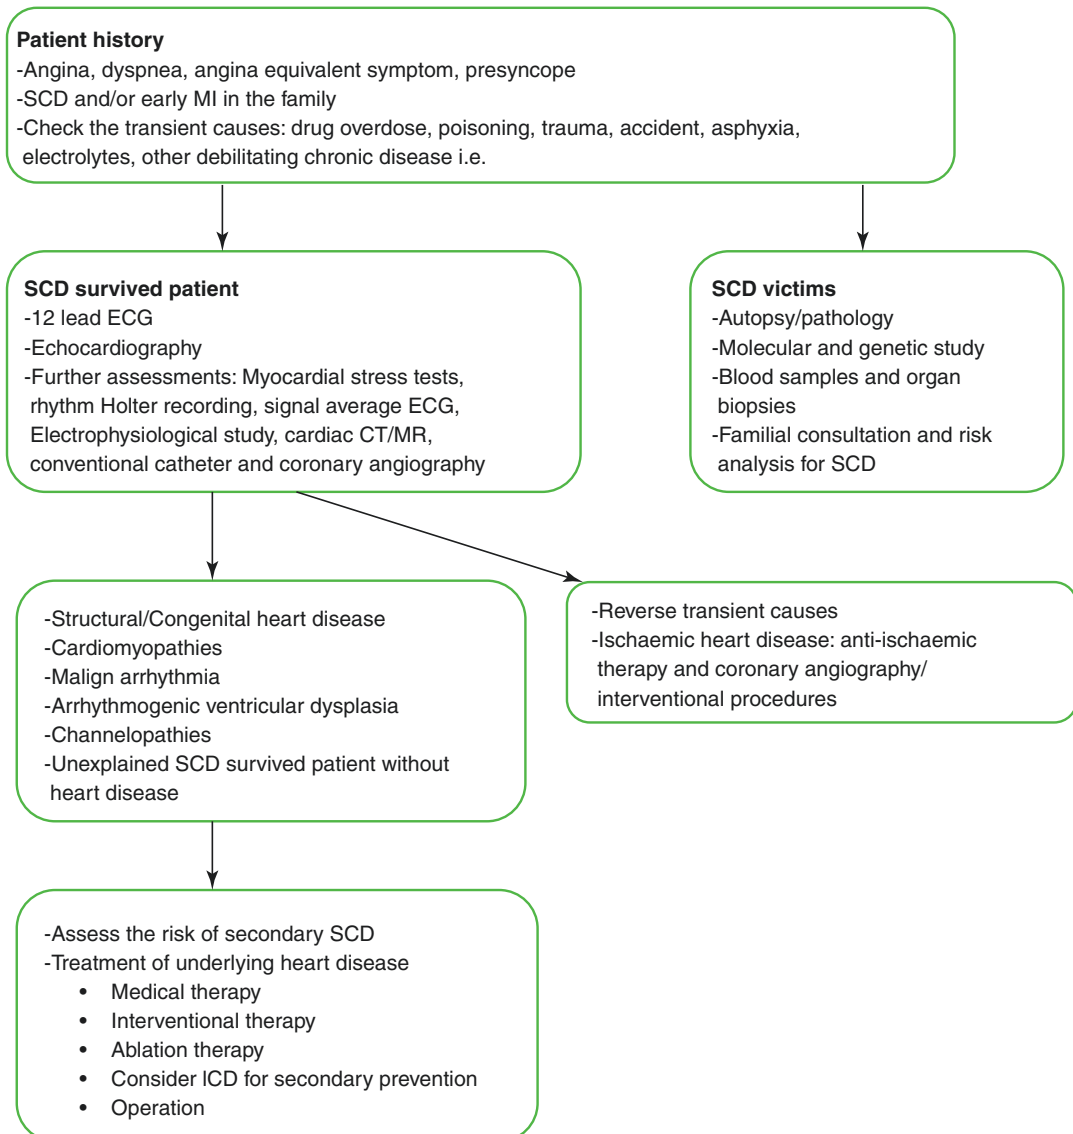 Patient history
-Angina, dyspnea, angina equivalent symptom, presyncope
-SCD and/or early MI in the family
-Check the transient causes: drug overdose, poisoning, trauma, accident, asphyxia,
electrolytes, other debilitating chronic disease i.e.
SCD survived patient
-12 lead ECG
-Echocardiography
-Further assessments: Myocardial stress tests,
rhythm Holter recording, signal average ECG,
Electrophysiological study, cardiac CT/MR,
conventional catheter and coronary angiography
SCD victims
-Autopsy/pathology
-Molecular and genetic study
-Blood samples and organ
biopsies
-Familial consultation and risk
analysis for SCD
-Structural/Congenital heart disease
-Cardiomyopathies
-Malign arrhythmia
-Arrhythmogenic ventricular dysplasia
-Channelopathies
-Unexplained SCD survived patient without
heart disease
-Reverse transient causes
-Ischaemic heart disease: anti-ischaemic
therapy and coronary angiography/
interventional procedures
-Assess the risk of secondary SCD
-Treatment of underlying heart disease
• Medical therapy
• Interventional therapy
• Ablation therapy
• Consider ICD for secondary prevention
• Operation